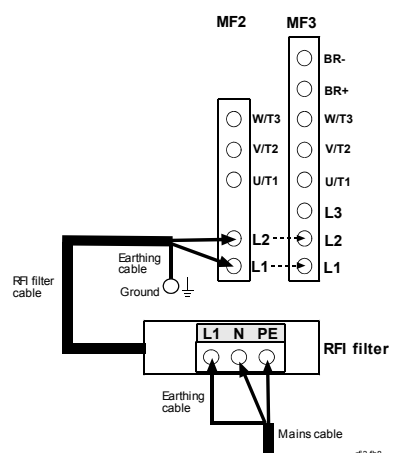 MF2
MF3
BR-
BR+
W/T3
W/T3
V/T2
V/T2
U/T1
U/T1
L3
L2
L2
L1
L1
Earthing
cable
RFI filter
cable
Ground
L1 N PE
RFI filter
Earthing
cable
Mains cable